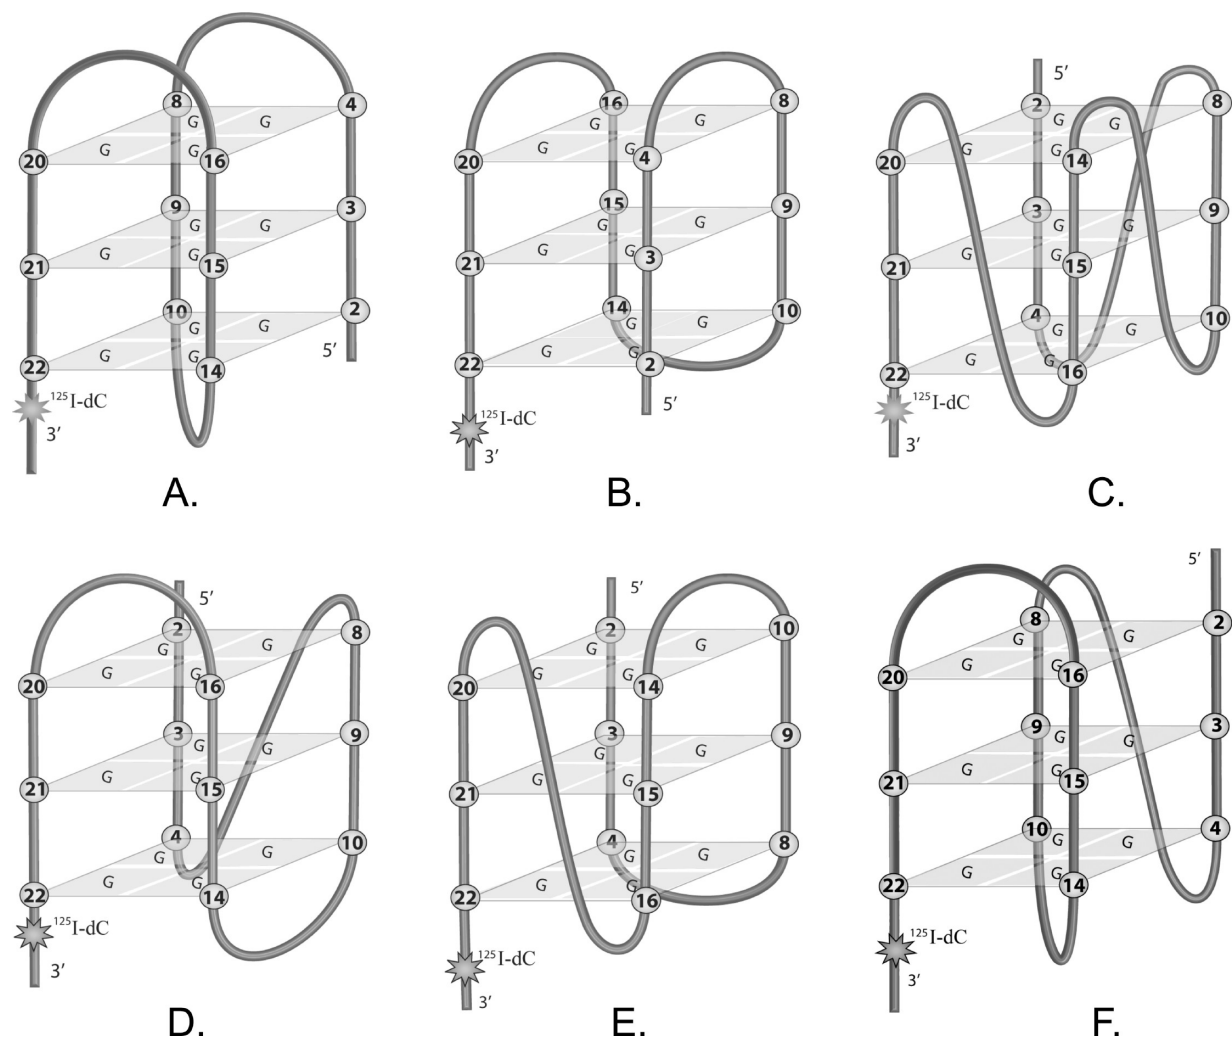 8 4 G G
20 G G 16
9 3 G G
21 G G 15
10 2 G G
22 G G 14
5′
125I-dC
3′
A.
16 8 G
20 G G 4
15 9 G G
21 G G 3
14 10 G G
22 G G 2
5′
125I-dC
3′
B.
5′
2 8 G G
20 G G 14
3 9 G G
21 G G 15
4 10 G G
22 G G 16
125I-dC
3′
C.
5′
2 8 G G
20 G G 16
3 9 G G
21 G G 15
4 10 G G
22 G G 14
125I-dC
3′
D.
5′
2 10 G
20 G G 14
3 9 G G
21 G G 15
4 8 G G
22 G G 16
125I-dC
3′
E.
5′
8 2 G G
20 G G 16
9 3 G G
21 G G 15
10 4 G G
22 G G 14
125I-dC
3′
F.